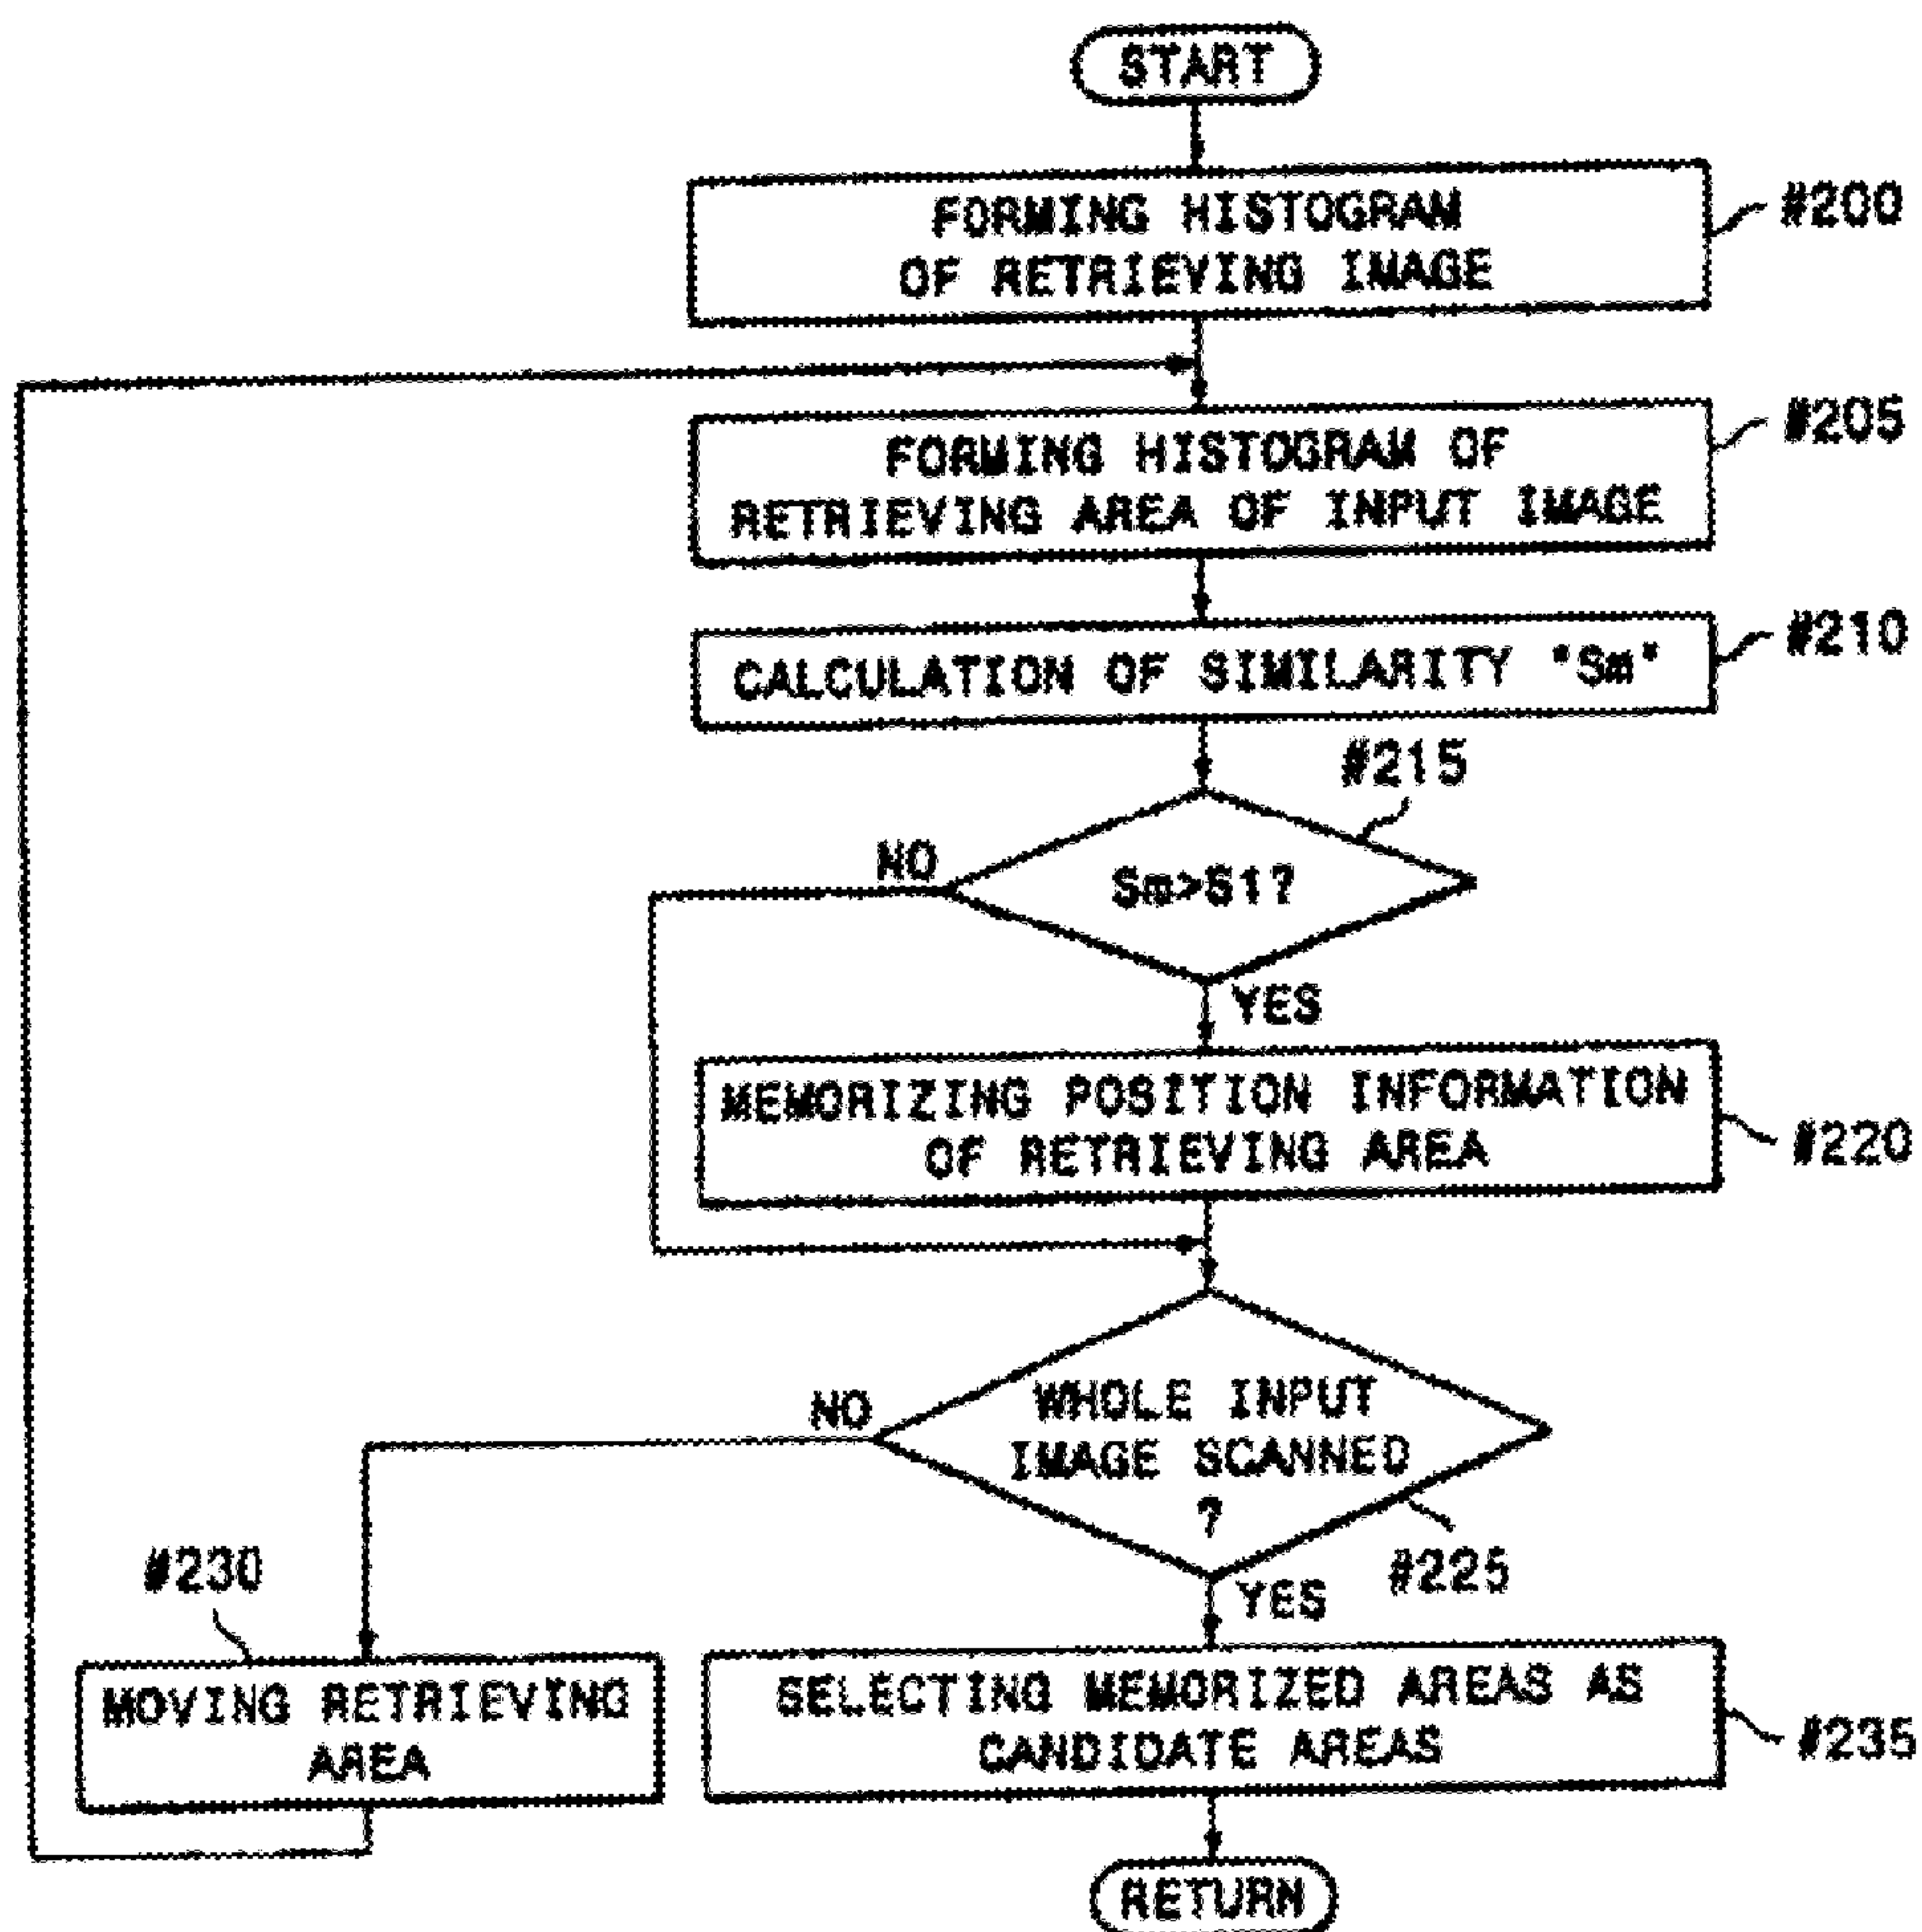 START
FORMING HISTOGRAM
OF RETRIEVING IMAGE
#200
FORMING HISTOGRAM OF
RETRIEVING AREA OF INPUT IMAGE
#205
CALCULATION OF SIMILARITY "Sm"
#210
#215
NO
Sm>S1?
YES
MEMORIZING POSITION INFORMATION
OF RETRIEVING AREA
#220
NO
WHOLE INPUT
IMAGE SCANNED
?
#225
YES
#230
MOVING RETRIEVING
AREA
SELECTING MEMORIZED AREAS AS
CANDIDATE AREAS
#235
RETURN